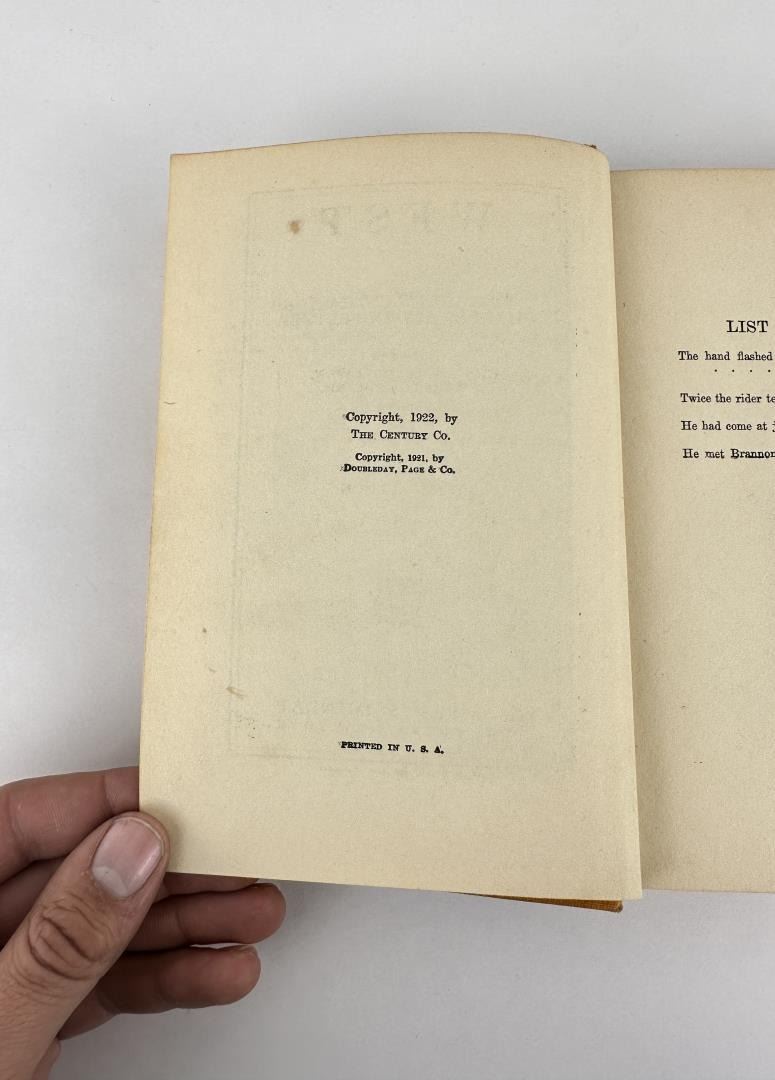 Copyright, 1922, by
THE CENTURY CO.
Copyright, 1921, by
DOUBLEDAY, PAGE & CO.
PRINTED IN U. S. A.
LIST
The hand flashed
. . . .
Twice the rider te
He had come at
He met Brannon